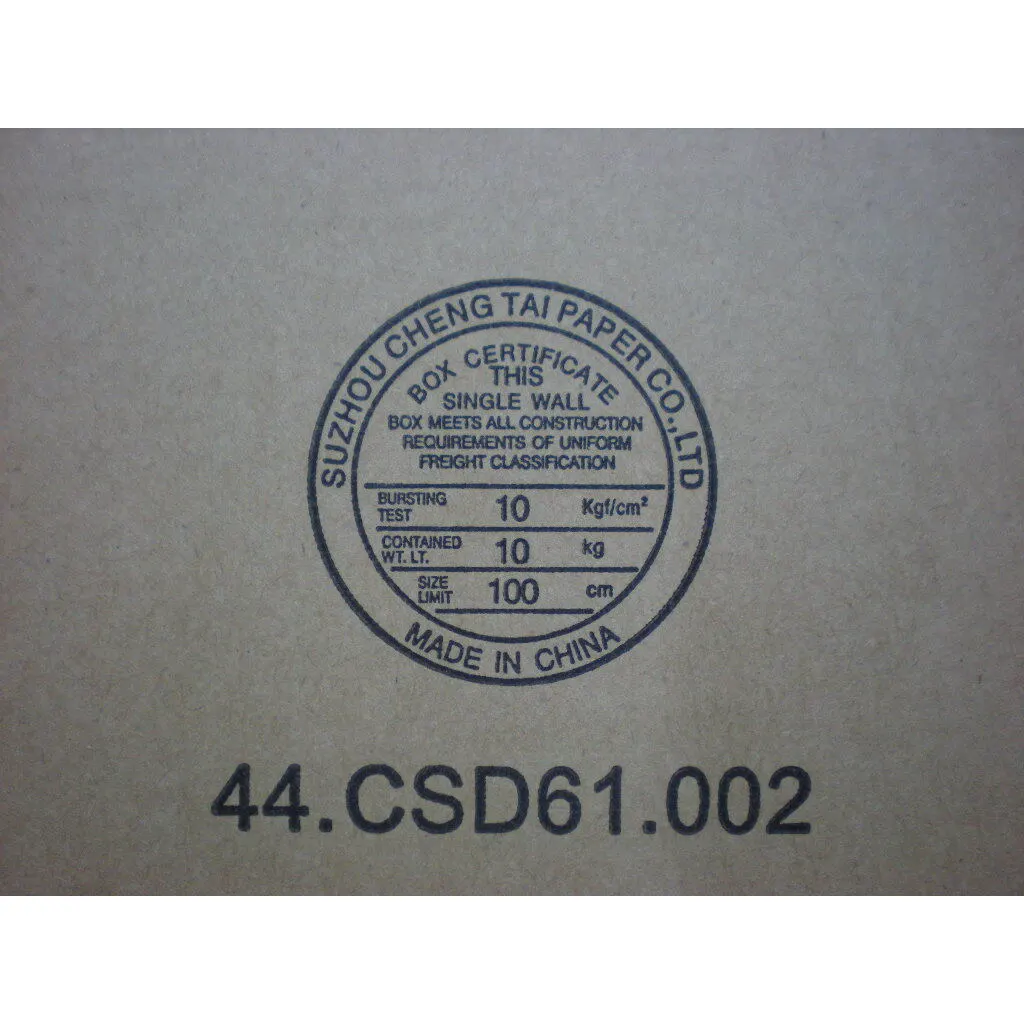 SUZHOU CHENG TAI PAPER CO.,LTD
BOX CERTIFICATE
THIS
SINGLE WALL
BOX MEETS ALL CONSTRUCTION
REQUIREMENTS OF UNIFORM
FREIGHT CLASSIFICATION
BURSTING TEST 10 Kgf/cm²
CONTAINED WT. LT. 10 kg
SIZE LIMIT 100 cm
MADE IN CHINA
44.CSD61.002